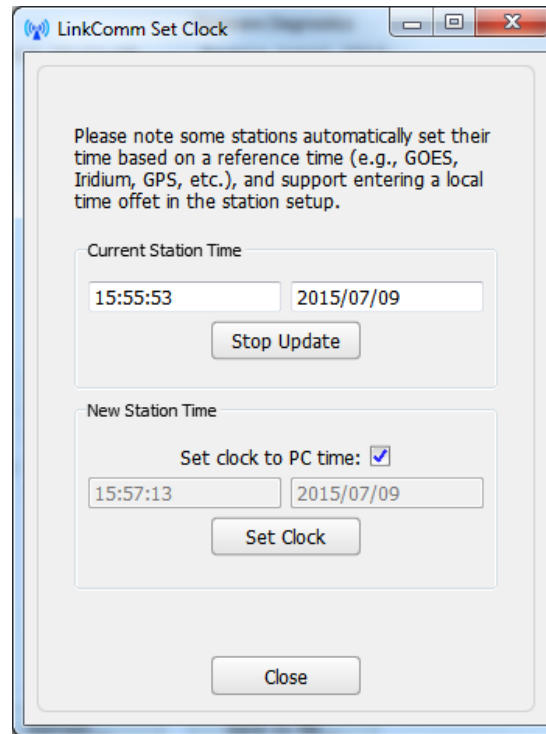 LinkComm Set Clock
Please note some stations automatically set their
time based on a reference time (e.g., GOES,
Iridium, GPS, etc.), and support entering a local
time offet in the station setup.
Current Station Time
15:55:53 2015/07/09
Stop Update
New Station Time
Set clock to PC time:
15:57:13 2015/07/09
Set Clock
Close